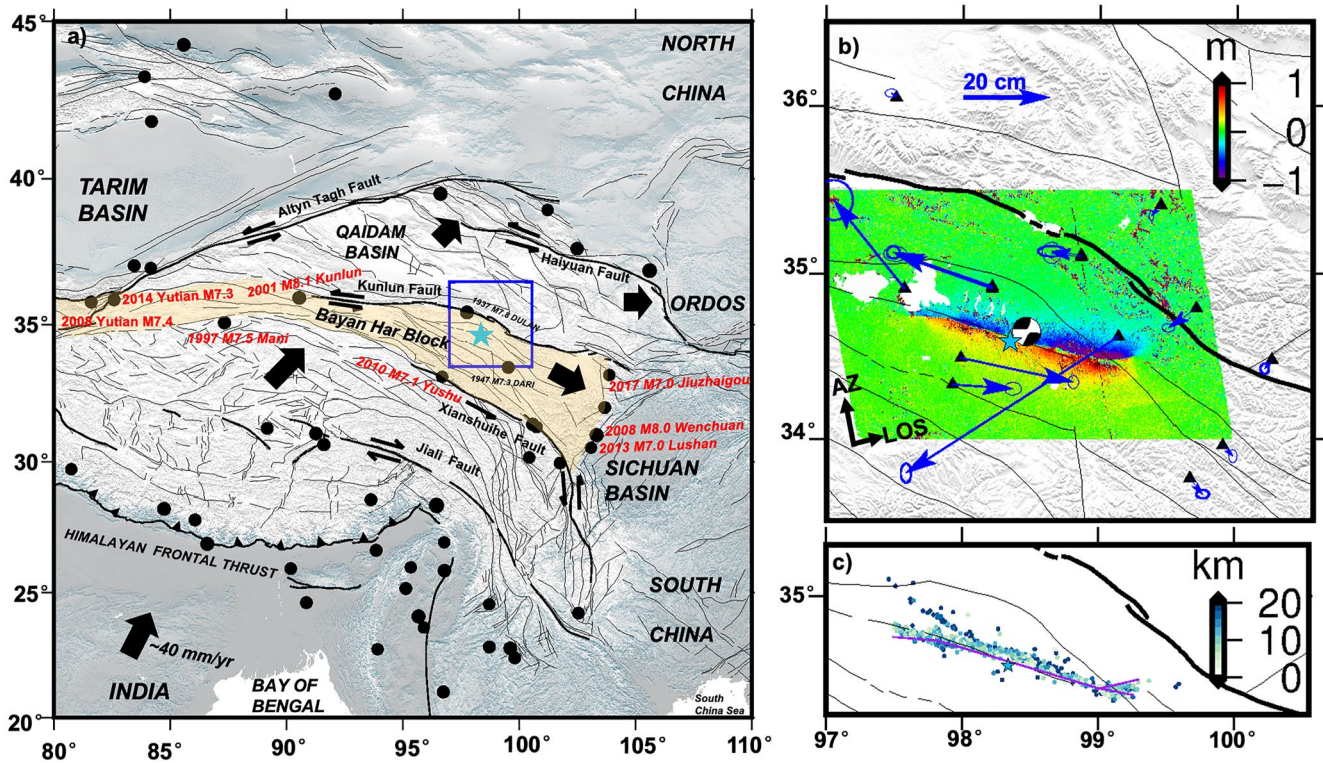 a)
45°
40°
35°
30°
25°
20°
80°
85°
90°
95°
100°
105°
110°
NORTH
CHINA
TARIM
BASIN
Altyn Tagh Fault
QAIDAM
BASIN
Haiyuan Fault
ORDOS
2014 Yutian M7.3
2001 M8.1 Kunlun
Kunlun Fault
2008 Yutian M7.4
1937 M7.8 DULAN
Bayan Har Block
1997 M7.5 Mani
2010 M7.1 Yushu
1947 M7.3 DARI
2017 M7.0 Jiuzhaigou
Xianshuihe Fault
2008 M8.0 Wenchuan
2013 M7.0 Lushan
Jiali Fault
SICHUAN
BASIN
HIMALAYAN FRONTAL THRUST
SOUTH
CHINA
~40 mm/yr
INDIA
BAY OF
BENGAL
South
China Sea
b)
m
1
0
−1
20 cm
36°
35°
34°
AZ
LOS
c)
km
20
10
0
35°
97°
98°
99°
100°